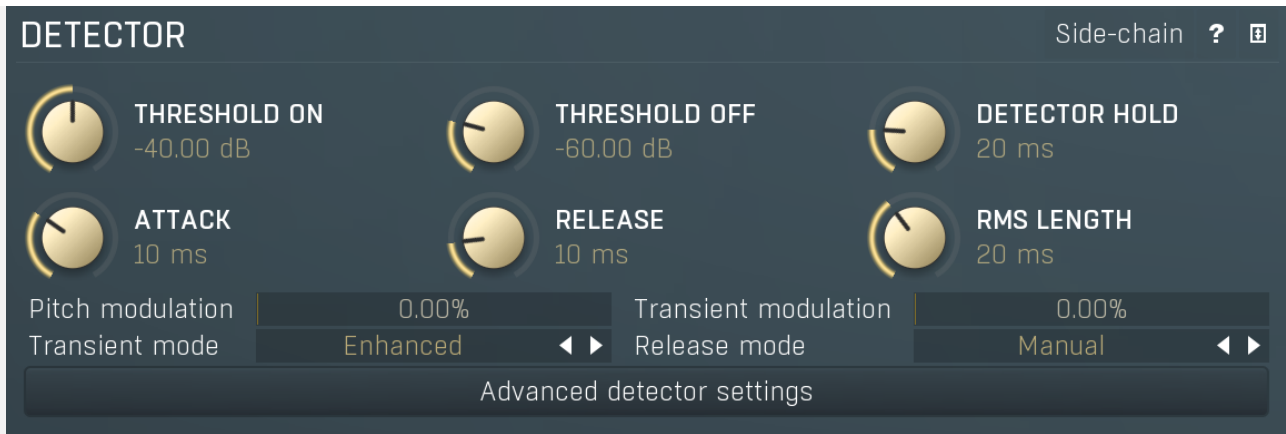 DETECTOR Side-chain ?
THRESHOLD ON THRESHOLD OFF DETECTOR HOLD
-40.00 dB -60.00 dB 20 ms
ATTACK RELEASE RMS LENGTH
10 ms 10 ms 20 ms
Pitch modulation 0.00% Transient modulation 0.00%
Transient mode Enhanced Release mode Manual
Advanced detector settings